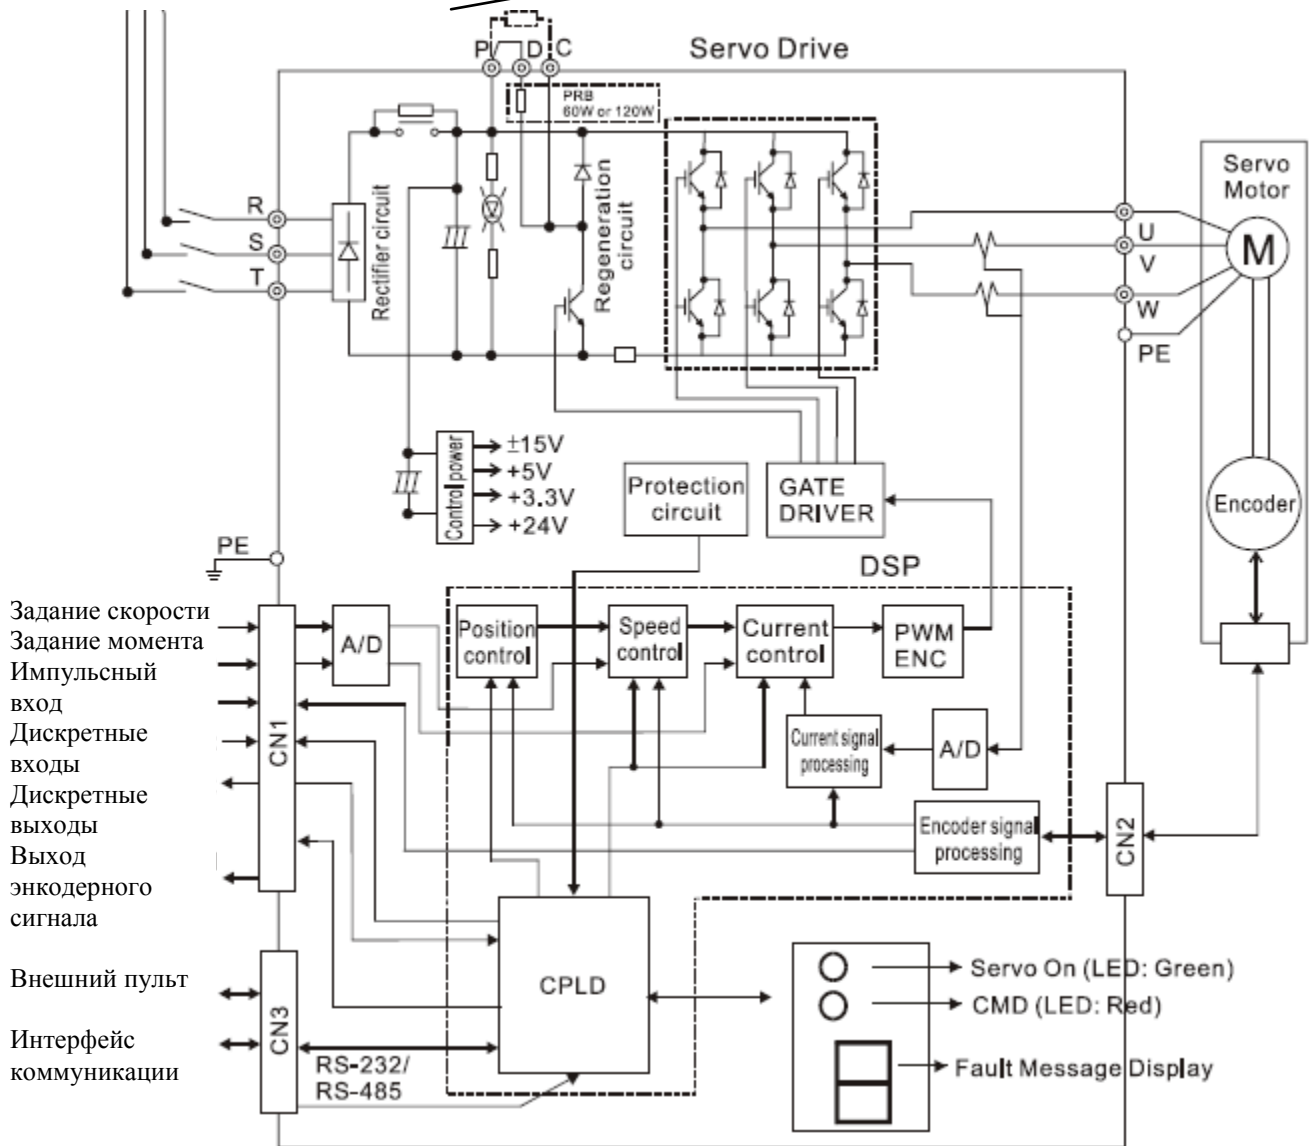 P D C
Servo Drive
PRB
60W or 120W
R
S
T
Rectifier circuit
Regeneration
circuit
Servo
Motor
U
V
W
PE
M
Encoder
Control power
±15V
+5V
+3.3V
+24V
Protection
circuit
GATE
DRIVER
PE
DSP
Задание скорости
Задание момента
Импульсный
вход
Дискретные
входы
Дискретные
выходы
Выход
энкодерного
сигнала
Внешний пульт
Интерфейс
коммуникации
CN1
A/D
Position
control
Speed
control
Current
control
PWM
ENC
Current signal
processing
A/D
Encoder signal
processing
CN2
CPLD
CN3
RS-232/
RS-485
Servo On (LED: Green)
CMD (LED: Red)
Fault Message Display